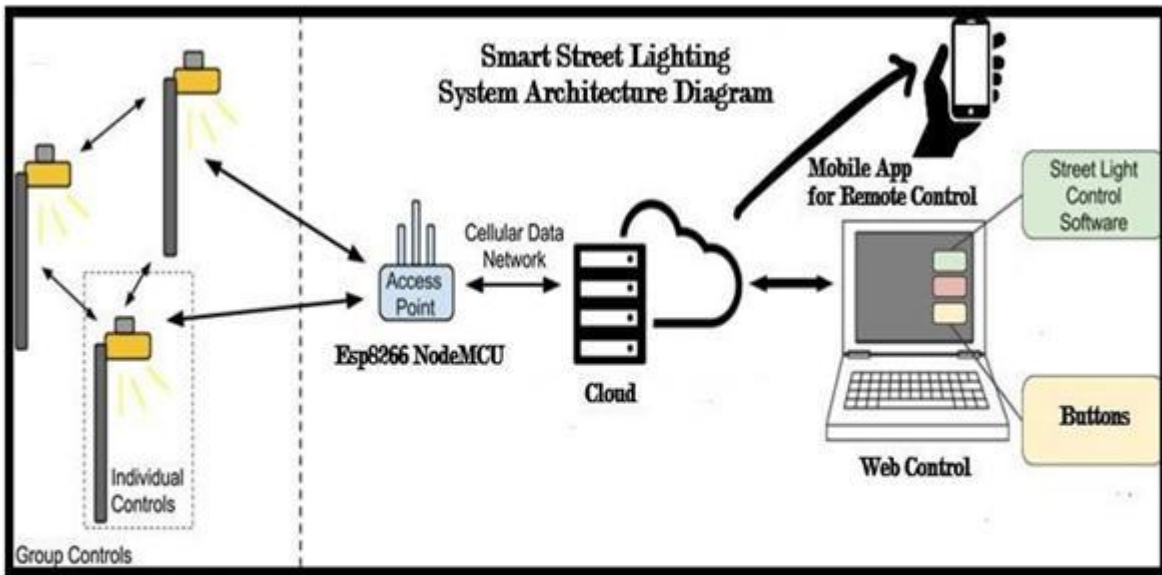 Smart Street Lighting
System Architecture Diagram
Mobile App
for Remote Control
Street Light
Control
Software
Cellular Data
Network
Access
Point
Esp8266 NodeMCU
Cloud
Buttons
Web Control
Individual
Controls
Group Controls